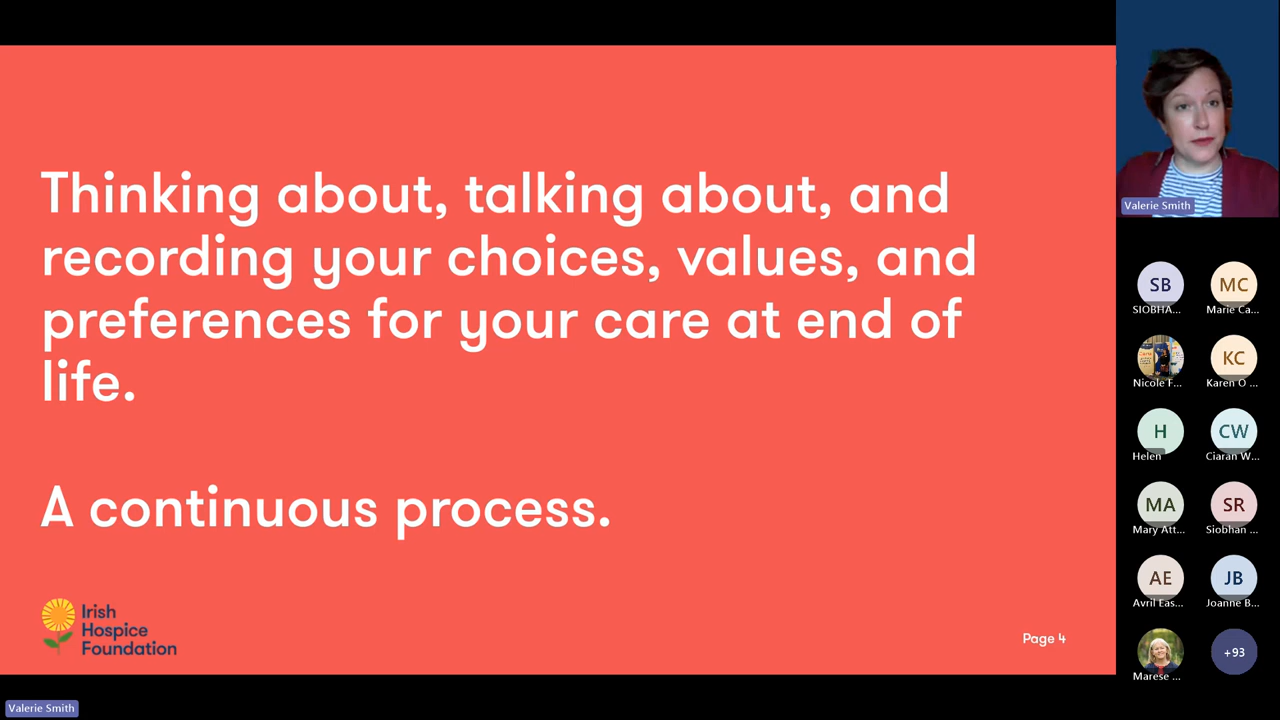 Thinking about, talking about, and
recording your choices, values, and
preferences for your care at end of
life.
A continuous process.
Irish
Hospice
Foundation
Page 4
Valerie Smith
Valerie Smith
SB
SIOBHA...
MC
Marie Ca...
Nicole F...
KC
Karen O ...
H
Helen
CW
Ciaran W...
MA
Mary Att...
SR
Siobhan ...
AE
Avril Eas...
JB
Joanne B...
Marese ...
+93